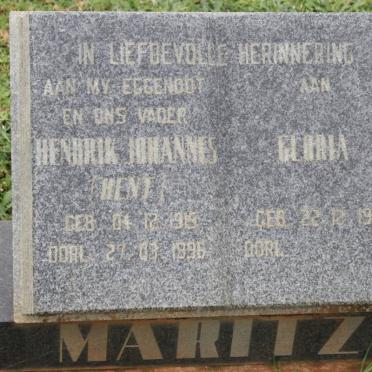 IN LIEFDEVOLLE HERINNERING
AAN MY EGGENOOT
EN ONS VADER
HENDRIK JOHANNES
(HENT)
GEB. 04.12.1915
OORL. 27.03.1996
AAN
GLORIA
GEB. 22.12.19
OORL.
MARITZ